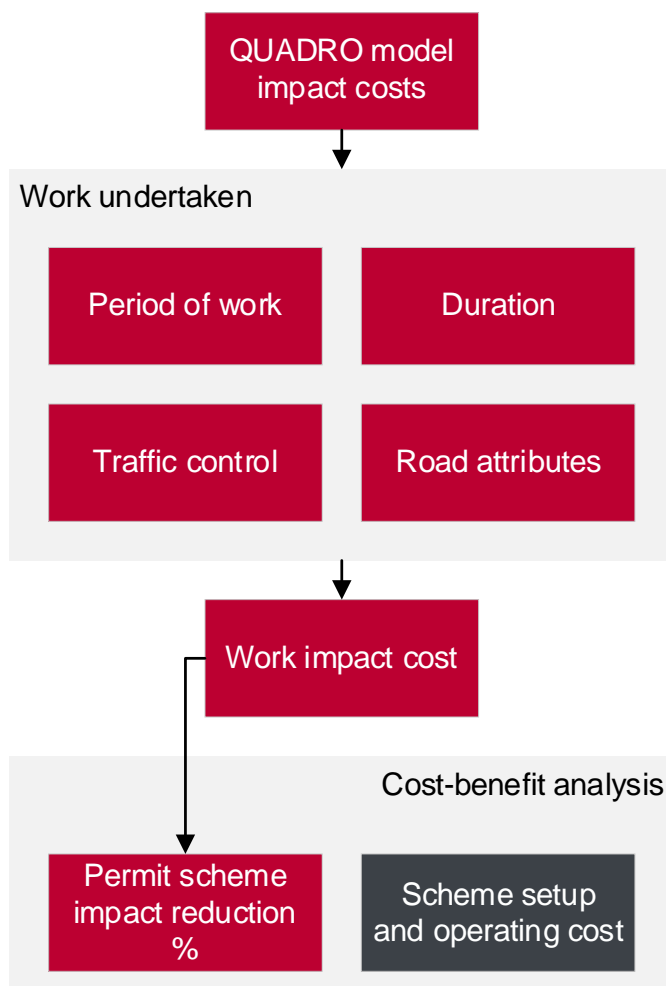 QUADRO model
impact costs
Work undertaken
Period of work
Duration
Traffic control
Road attributes
Work impact cost
Cost-benefit analysis
Permit scheme
impact reduction
%
Scheme setup
and operating cost